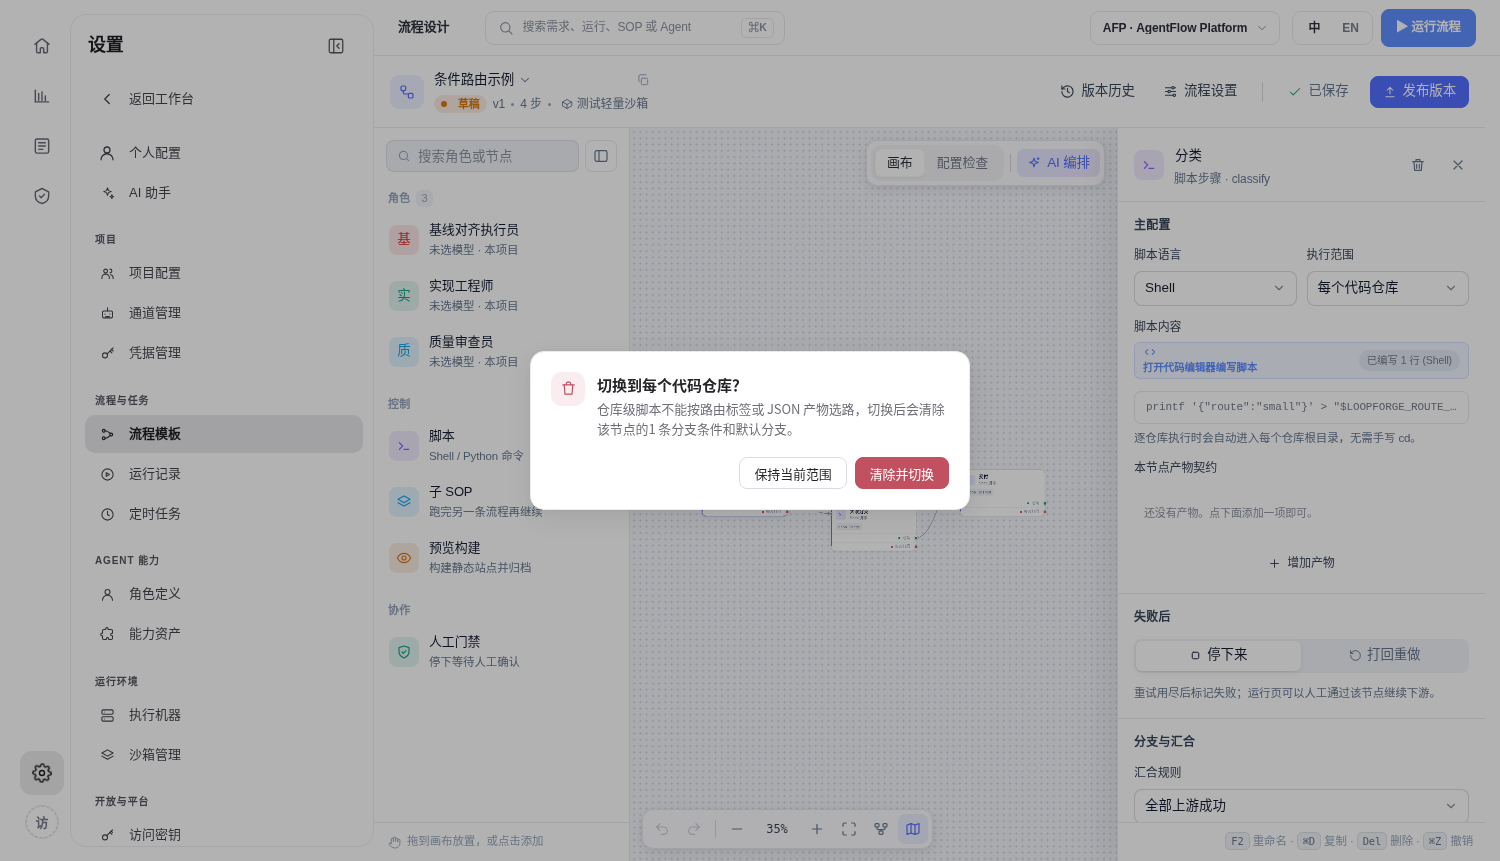 设置
返回工作台
个人配置
AI 助手
项目
项目配置
通道管理
凭据管理
流程与任务
流程模板
运行记录
定时任务
AGENT 能力
角色定义
能力资产
运行环境
执行机器
沙箱管理
开放与平台
访问密钥
访
流程设计
搜索需求、运行、SOP 或 Agent
⌘K
AFP · AgentFlow Platform
中
EN
运行流程
条件路由示例
草稿
v1 • 4 步 •
测试轻量沙箱
版本历史
流程设置
已保存
发布版本
搜索角色或节点
角色 3
基
基线对齐执行员
未选模型 · 本项目
实
实现工程师
未选模型 · 本项目
质
质量审查员
未选模型 · 本项目
控制
脚本
Shell / Python 命令
子 SOP
跑完另一条流程再继续
预览构建
构建静态站点并归档
协作
人工门禁
停下等待人工确认
拖到画布放置，或点击添加
画布
配置检查
AI 编排
切换到每个代码仓库？
仓库级脚本不能按路由标签或 JSON 产物选路，切换后会清除
该节点的1 条分支条件和默认分支。
保持当前范围
清除并切换
35%
分类
脚本步骤 · classify
主配置
脚本语言
执行范围
Shell
每个代码仓库
脚本内容
打开代码编辑器编写脚本
已编写 1 行 (Shell)
printf '{"route":"small"}' > "$LOOPFORGE_ROUTE_…
逐仓库执行时会自动进入每个仓库根目录，无需手写 cd。
本节点产物契约
还没有产物。点下面添加一项即可。
增加产物
失败后
停下来
打回重做
重试用尽后标记失败；运行页可以人工通过该节点继续下游。
分支与汇合
汇合规则
全部上游成功
F2 重命名 · ⌘D 复制 · Del 删除 · ⌘Z 撤销